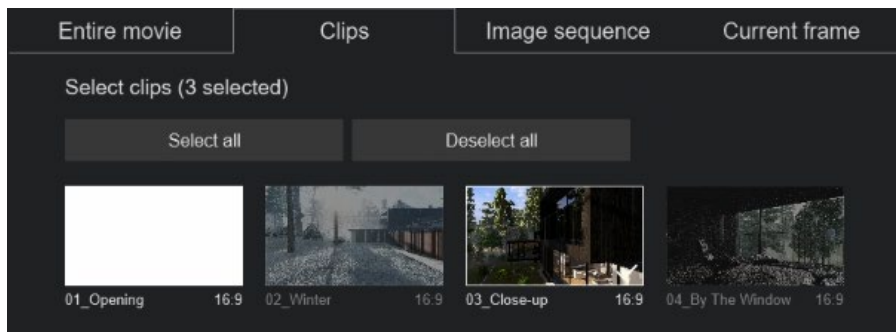 Entire movie Clips Image sequence Current frame
Select clips (3 selected)
Select all Deselect all
01_Opening 16:9 02_Winter 16:9 03_Close-up 16:9 04_By The Window 16:9